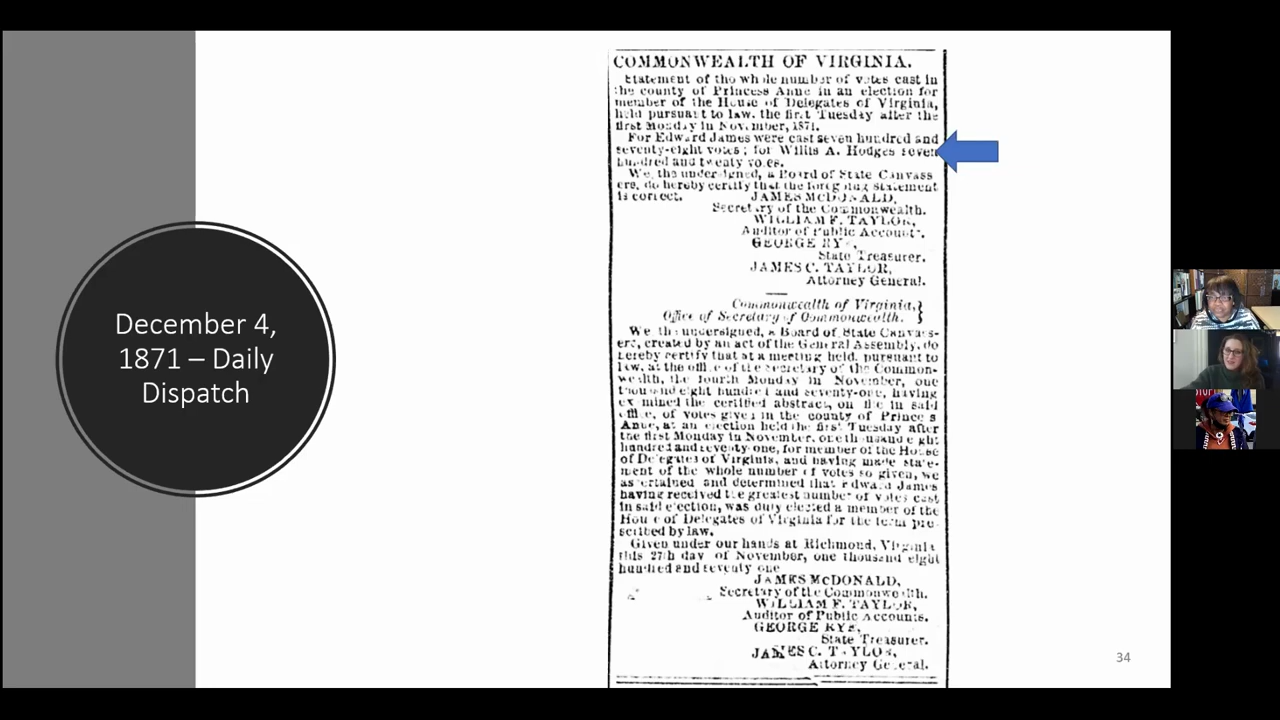 December 4,
1871 – Daily
Dispatch
COMMONWEALTH OF VIRGINIA.
Statement of tho whole number of votes cast in
the county of Princess Anne in an election for
member of the House of Delegates of Virginia,
held pursuant to law, the first Tuesday after the
first Monday in November, 1871.
For Edward James were cast seven hundred and
seventy-eight votes; for Willis A. Hodges seven
hundred and twenty votes.
We, the undersigned, a Board of State Canvass
ers, do hereby certify that the foregoing statement
is correct. JAMES McDONALD,
Secretary of the Commonwealth.
WILLIAM F. TAYLOR,
Auditor of Public Accounts.
GEORGE RYE,
State Treasurer.
JAMES C. TAYLOR,
Attorney General.
Commonwealth of Virginia,}
Office of Secretary of Commonwealth.
We, the undersigned, a Board of State Canvass-
ers, created by an act of the General Assembly, do
hereby certify that at a meeting held, pursuant to
law, at the office of the Secretary of the Common-
wealth, the fourth Monday in November, one
thousand eight hundred and seventy-one, having
examined the certified abstract, on file in said
office, of votes given in the county of Princess
Anne, at an election held the first Tuesday after
the first Monday in November, one thousand eight
hundred and seventy-one, for member of the House
of Delegates of Virginia, and having made state-
ment of the whole number of votes so given, we
ascertained and determined that Edward James
having received the greatest number of votes cast
in said election, was duly elected a member of the
House of Delegates of Virginia for the term pre-
scribed by law.
Given under our hands at Richmond, Virginia
this 27th day of November, one thousand eight
hundred and seventy one
JAMES McDONALD,
Secretary of the Commonwealth.
WILLIAM F. TAYLOR,
Auditor of Public Accounts.
GEORGE RYE,
State Treasurer.
JAMES C. TAYLOR,
Attorney General.
34